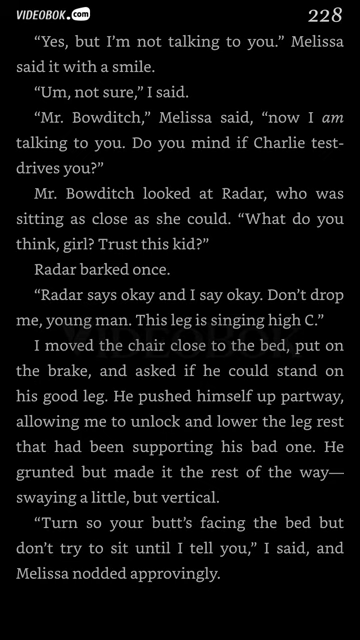 VIDEOBOK.com
228
“Yes, but I’m not talking to you.” Melissa
said it with a smile.
“Um, not sure,” I said.
“Mr. Bowditch,” Melissa said, “now I am
talking to you. Do you mind if Charlie test-
drives you?”
Mr. Bowditch looked at Radar, who was
sitting as close as she could. “What do you
think, girl? Trust this kid?”
Radar barked once.
“Radar says okay and I say okay. Don’t drop
me, young man. This leg is singing high C.”
VIDEOBOK
I moved the chair close to the bed, put on
the brake, and asked if he could stand on
his good leg. He pushed himself up partway,
allowing me to unlock and lower the leg rest
that had been supporting his bad one. He
grunted but made it the rest of the way—
swaying a little, but vertical.
“Turn so your butt’s facing the bed but
don’t try to sit until I tell you,” I said, and
Melissa nodded approvingly.